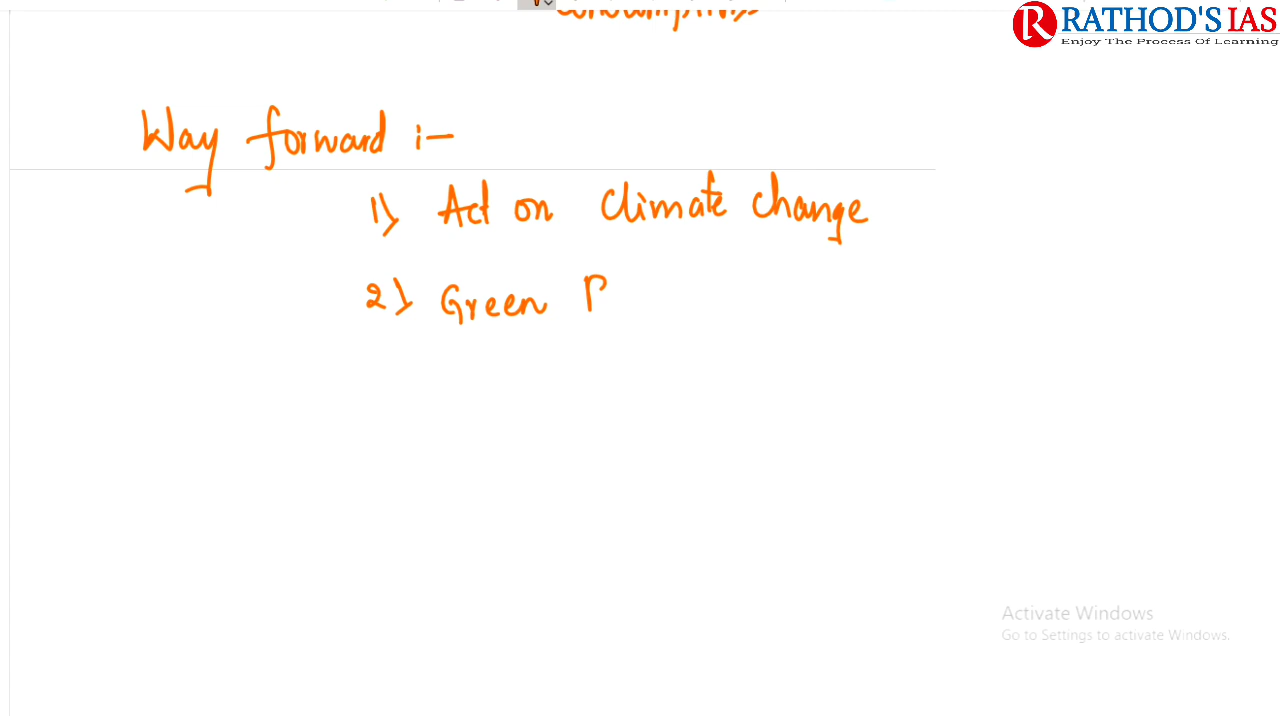 RATHOD'S IAS
Enjoy The Process Of Learning
Way forward :-
1) Act on Climate change
2) Green P
Activate Windows
Go to Settings to activate Windows.